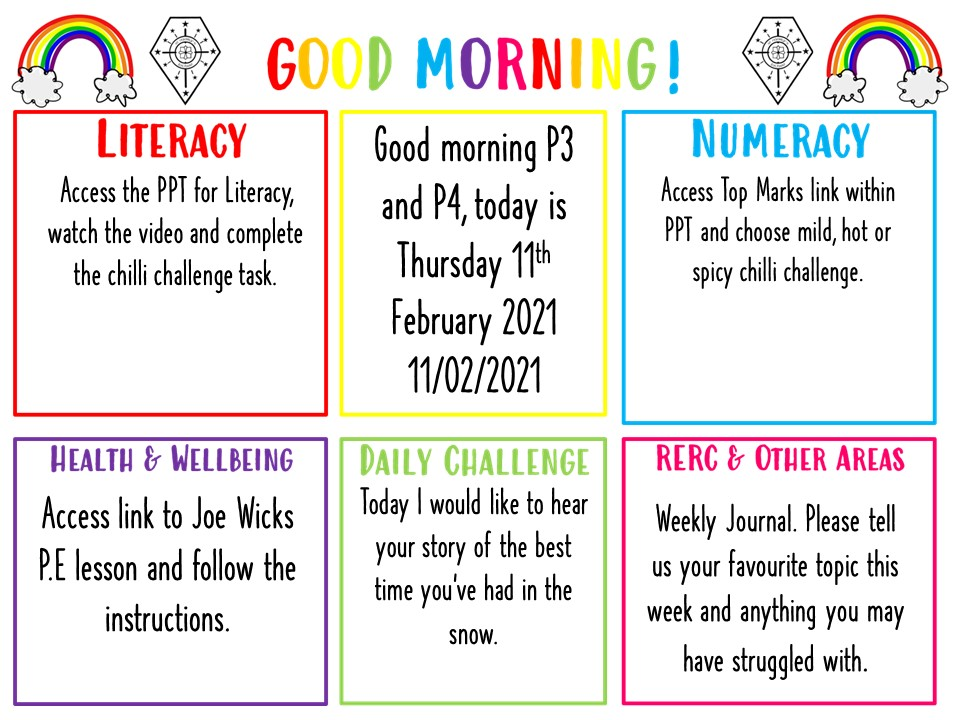 GOOD MORNING!
LITERACY
Access the PPT for Literacy,
watch the video and complete
the chilli challenge task.
Good morning P3
and P4, today is
Thursday 11th
February 2021
11/02/2021
NUMERACY
Access Top Marks link within
PPT and choose mild, hot or
spicy chilli challenge.
HEALTH & WELLBEING
Access link to Joe Wicks
P.E lesson and follow the
instructions.
DAILY CHALLENGE
Today I would like to hear
your story of the best
time you've had in the
snow.
RERC & OTHER AREAS
Weekly Journal. Please tell
us your favourite topic this
week and anything you may
have struggled with.